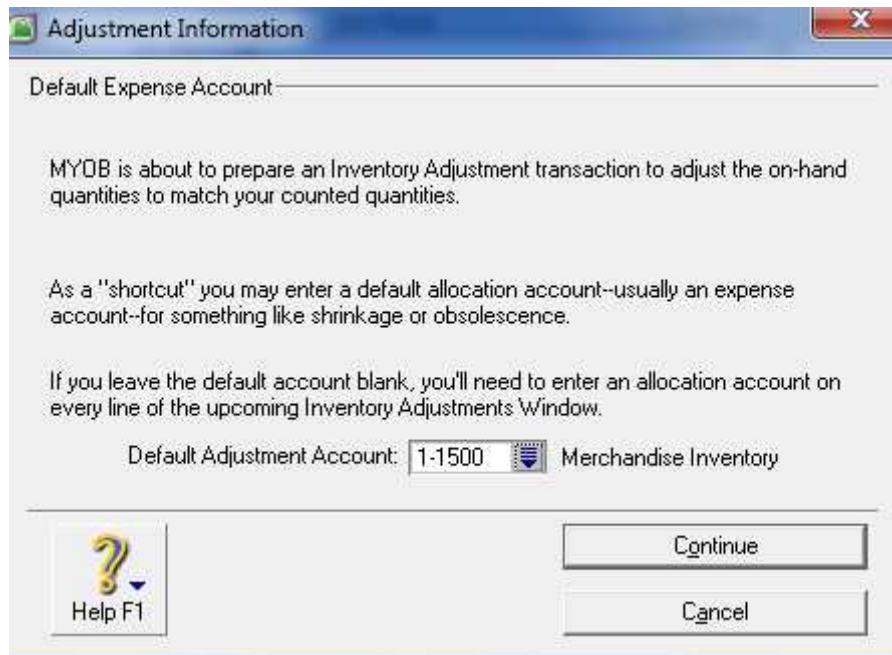 Adjustment Information
Default Expense Account
MYOB is about to prepare an Inventory Adjustment transaction to adjust the on-hand
quantities to match your counted quantities.
As a "shortcut" you may enter a default allocation account--usually an expense
account--for something like shrinkage or obsolescence.
If you leave the default account blank, you'll need to enter an allocation account on
every line of the upcoming Inventory Adjustments Window.
Default Adjustment Account: 1-1500 Merchandise Inventory
Continue
Help F1
Cancel